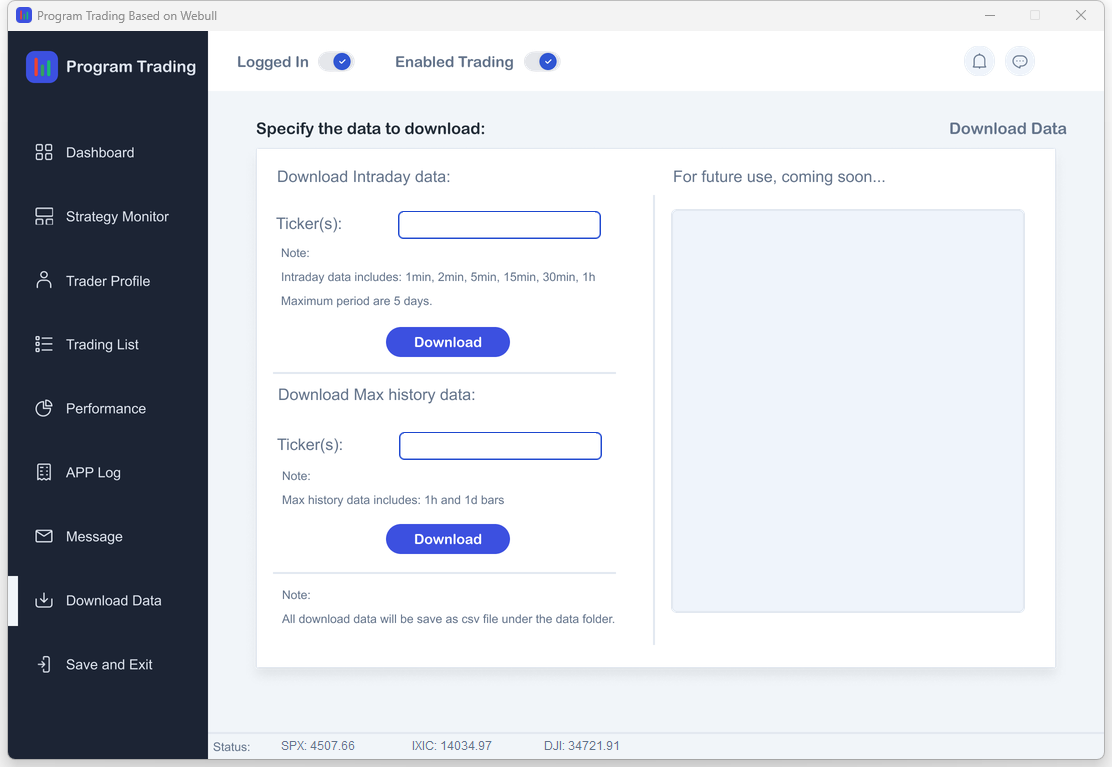 Program Trading Based on Webull
Program Trading
Logged In
Enabled Trading
Dashboard
Strategy Monitor
Trader Profile
Trading List
Performance
APP Log
Message
Download Data
Save and Exit
Specify the data to download:
Download Data
Download Intraday data:
Ticker(s):
Note:
Intraday data includes: 1min, 2min, 5min, 15min, 30min, 1h
Maximum period are 5 days.
Download
Download Max history data:
Ticker(s):
Note:
Max history data includes: 1h and 1d bars
Download
Note:
All download data will be save as csv file under the data folder.
For future use, coming soon...
Status:
SPX: 4507.66
IXIC: 14034.97
DJI: 34721.91